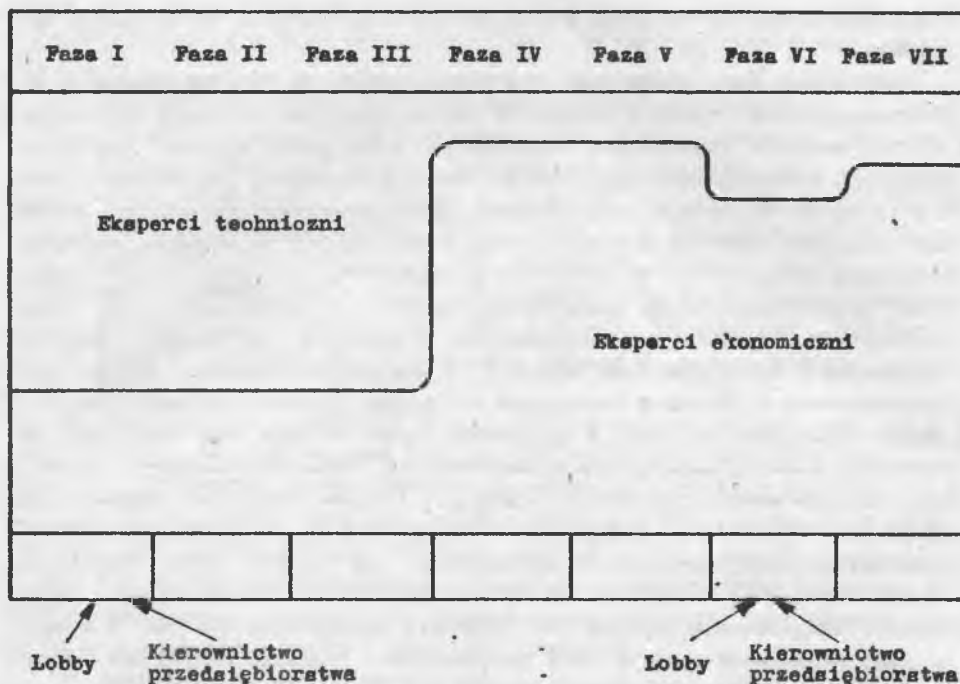 Faza I Faza II Faza III Faza IV Faza V Faza VI Faza VII
Eksperci techniczni
Eksperci ekonomiczni
Lobby
Kierownictwo
przedsiębiorstwa
Lobby
Kierownictwo
przedsiębiorstwa